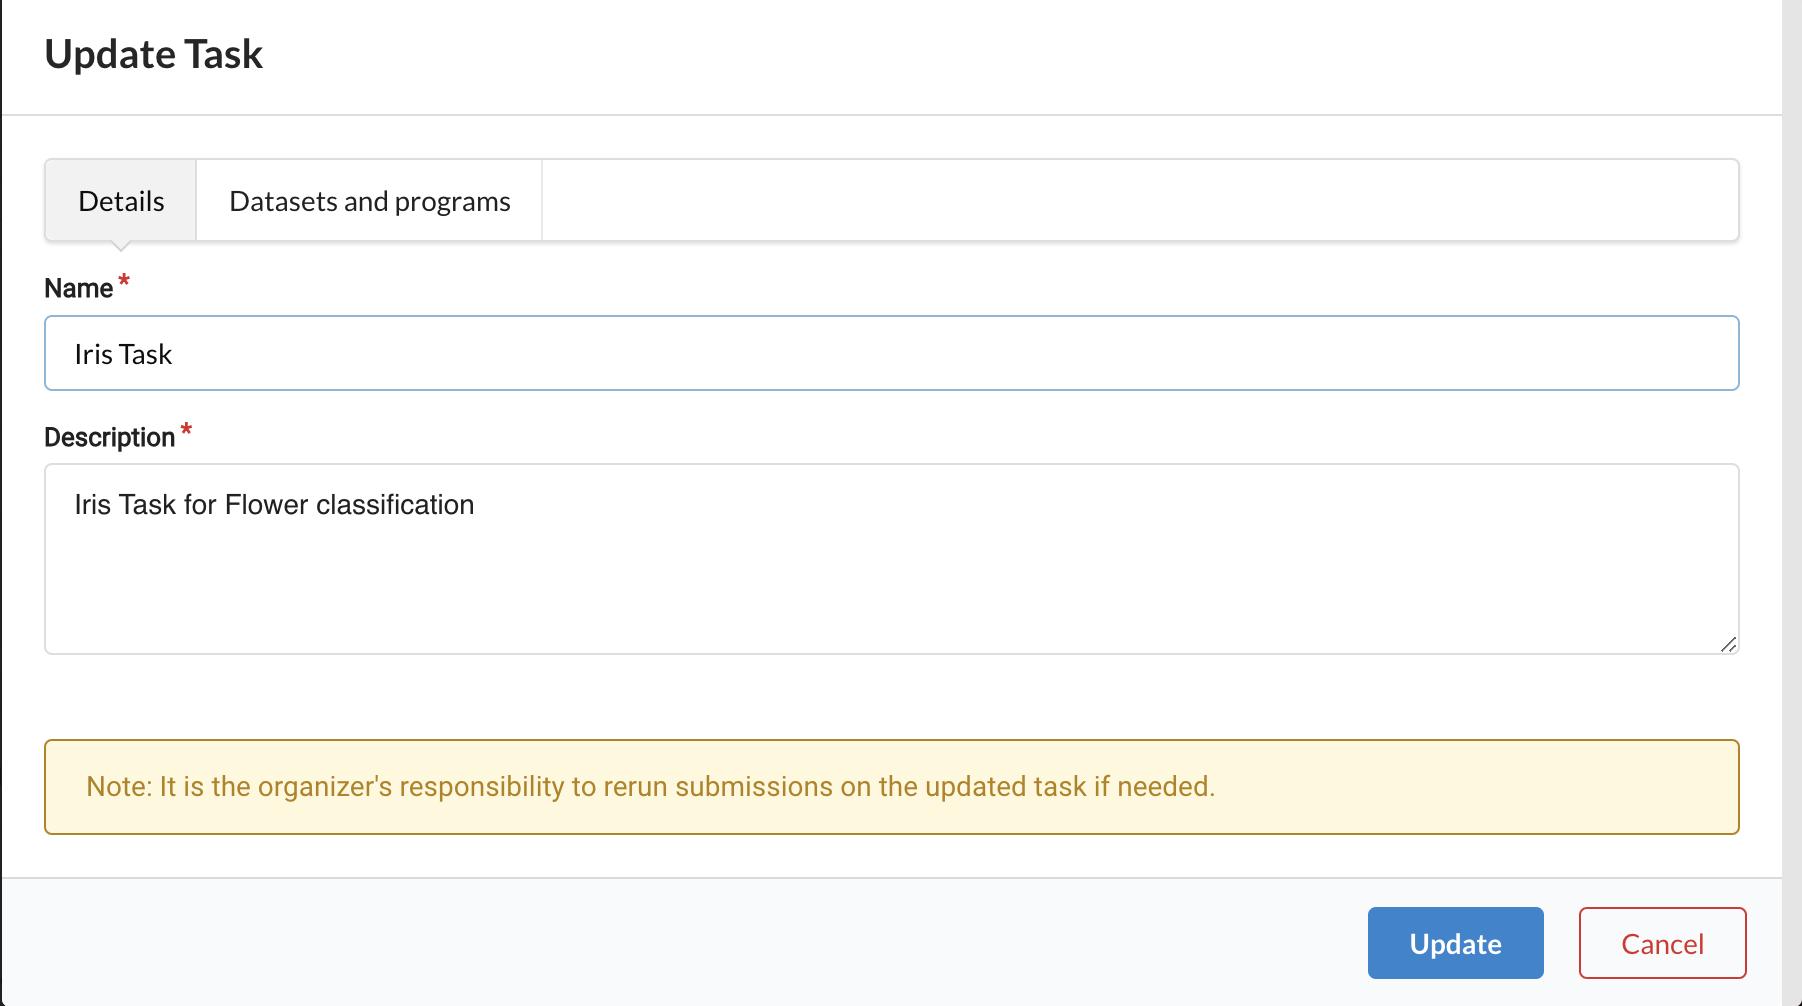 Update Task
Details
Datasets and programs
Name *
Iris Task
Description *
Iris Task for Flower classification
Note: It is the organizer's responsibility to rerun submissions on the updated task if needed.
Update
Cancel